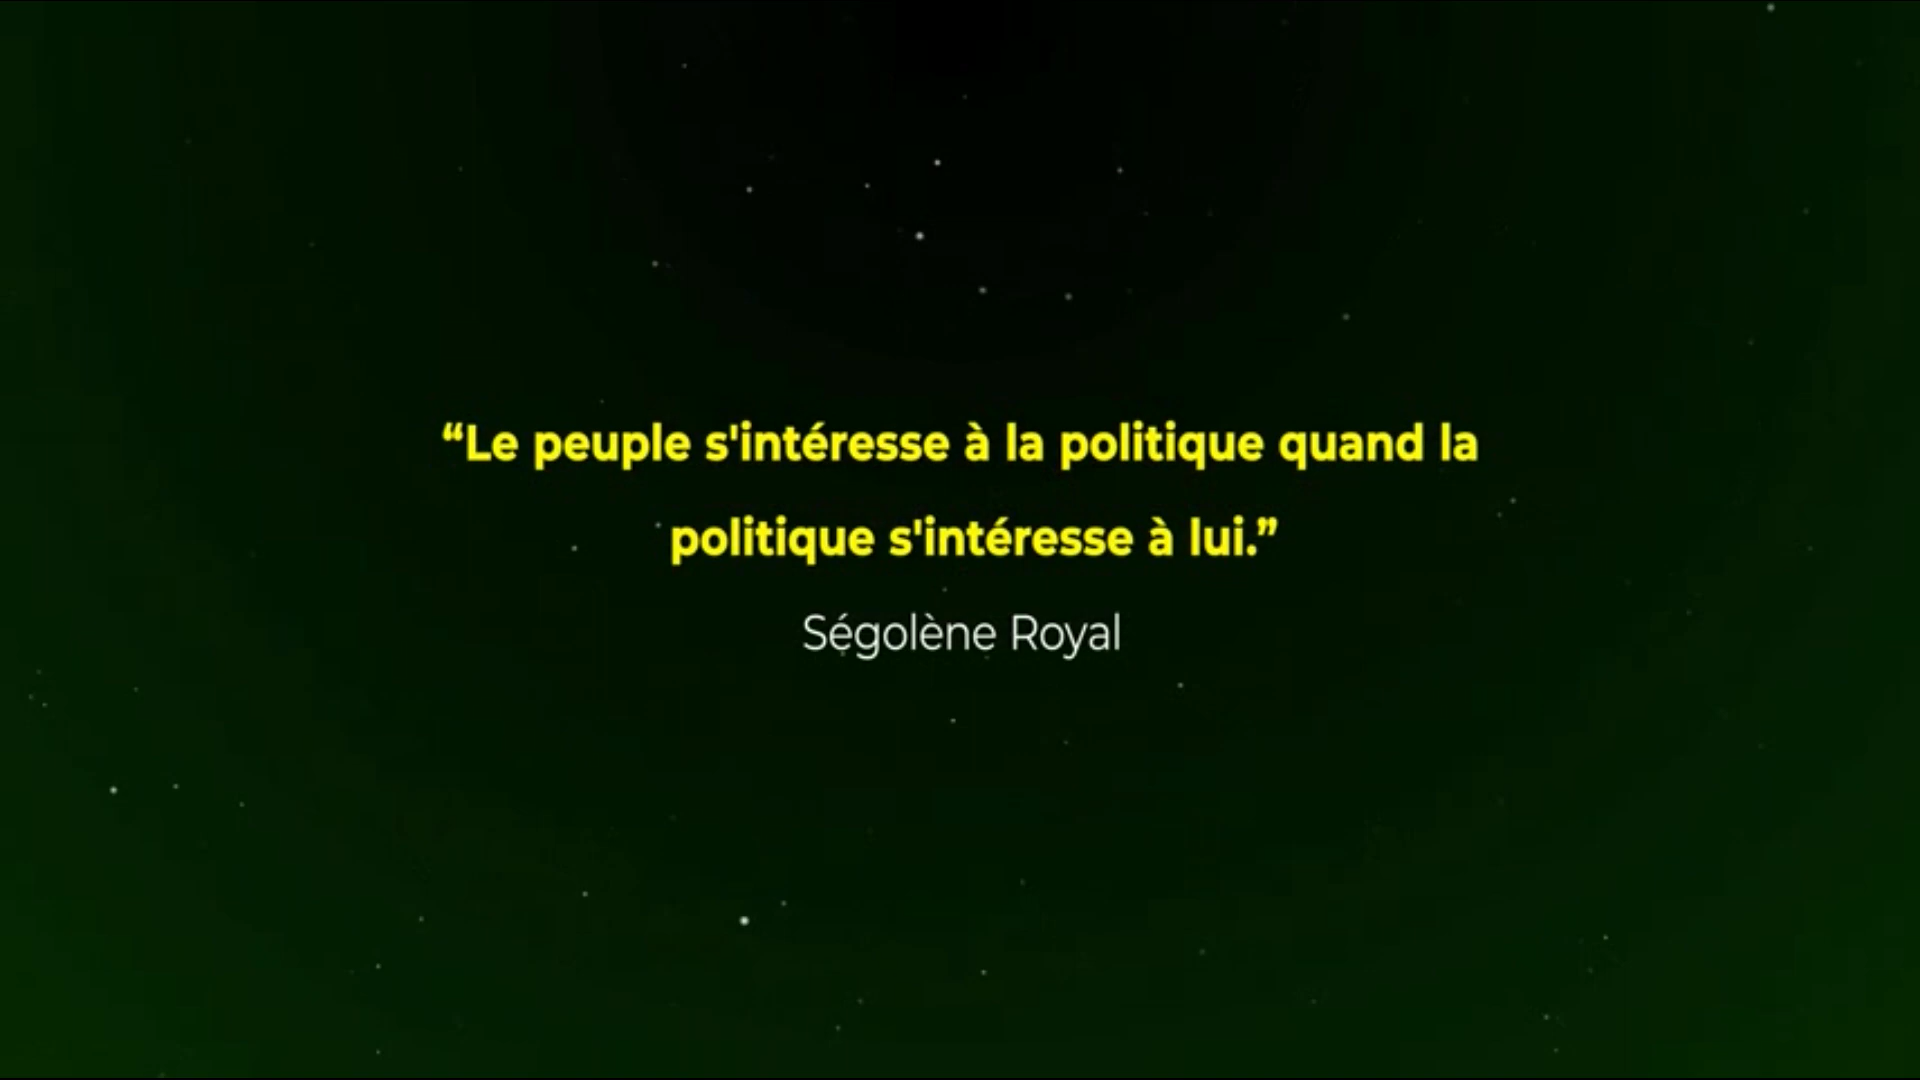 “Le peuple s'intéresse à la politique quand la
politique s'intéresse à lui.”
Ségolène Royal